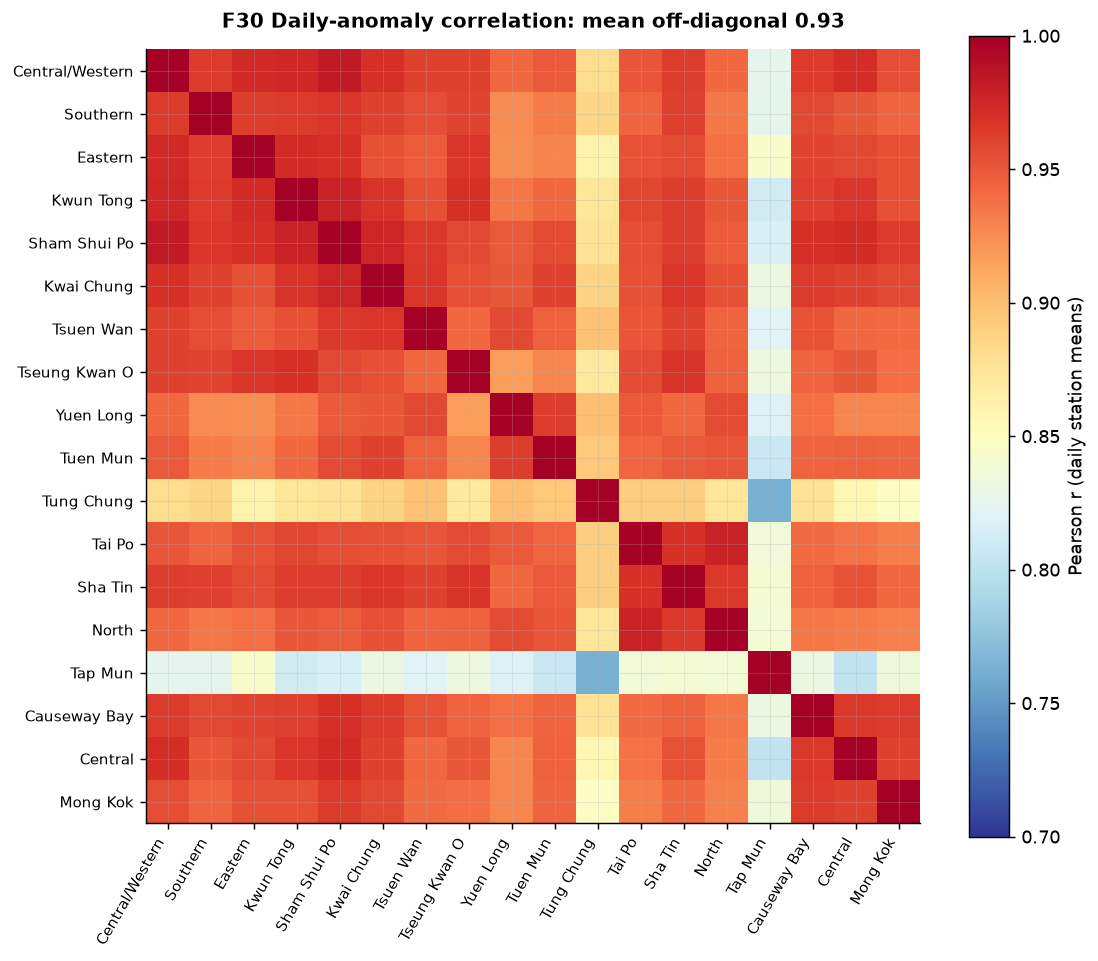 F30 Daily-anomaly correlation: mean off-diagonal 0.93
Central/Western
Southern
Eastern
Kwun Tong
Sham Shui Po
Kwai Chung
Tsuen Wan
Tseung Kwan O
Yuen Long
Tuen Mun
Tung Chung
Tai Po
Sha Tin
North
Tap Mun
Causeway Bay
Central
Mong Kok
Central/Western
Southern
Eastern
Kwun Tong
Sham Shui Po
Kwai Chung
Tsuen Wan
Tseung Kwan O
Yuen Long
Tuen Mun
Tung Chung
Tai Po
Sha Tin
North
Tap Mun
Causeway Bay
Central
Mong Kok
1.00
0.95
0.90
0.85
0.80
0.75
0.70
Pearson r (daily station means)